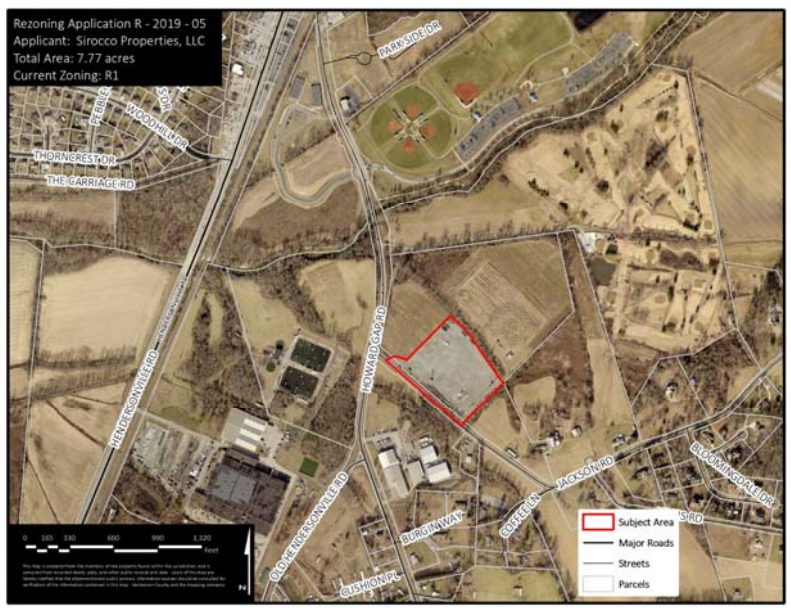 Rezoning Application R - 2019 - 05
Applicant: Sirocco Properties, LLC
Total Area: 7.77 acres
Current Zoning: R1
PARK SIDE DR
WOODHILL DR
THORNCREST DR
THE CARRIAGE RD
HOWARD GAP RD
HENDERSONVILLE RD
JACKSON RD
BLOOMINGDALE DR
COFFEE LN
BURGIN WAY
OLD HENDERSONVILLE RD
CUSHION PL
0 165 330 660 990 1,320
Feet
N
Subject Area
Major Roads
Streets
Parcels